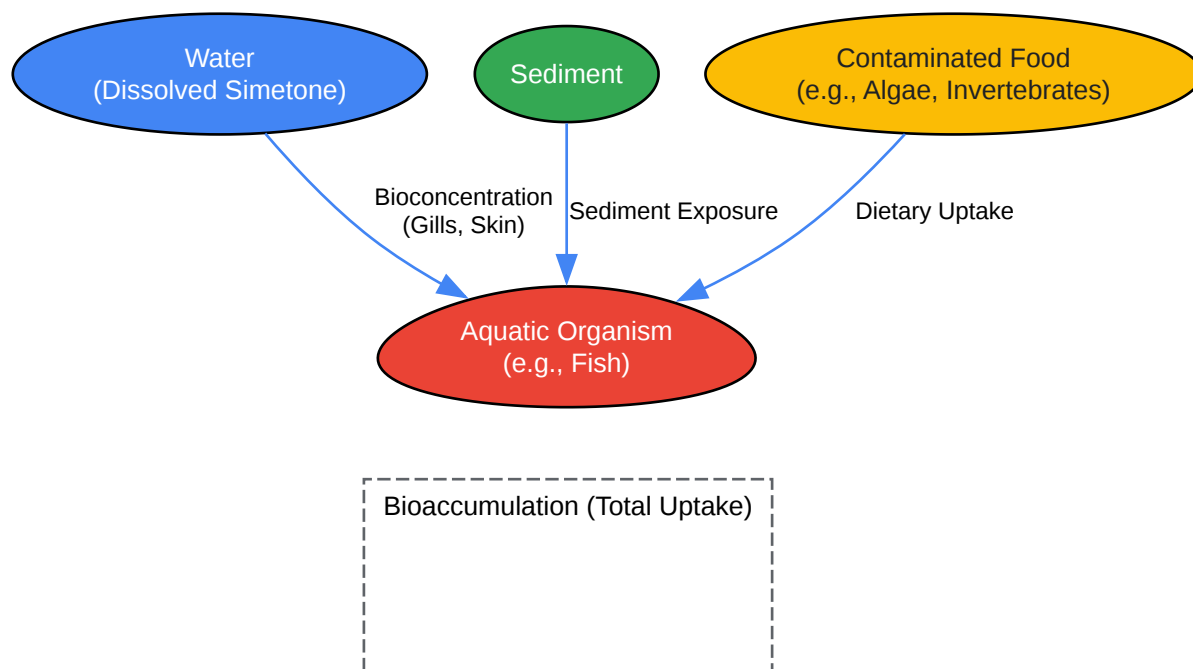 Water
(Dissolved Simetone)
Sediment
Contaminated Food
(e.g., Algae, Invertebrates)
Bioconcentration
(Gills, Skin)
Sediment Exposure
Dietary Uptake
Aquatic Organism
(e.g., Fish)
Bioaccumulation (Total Uptake)